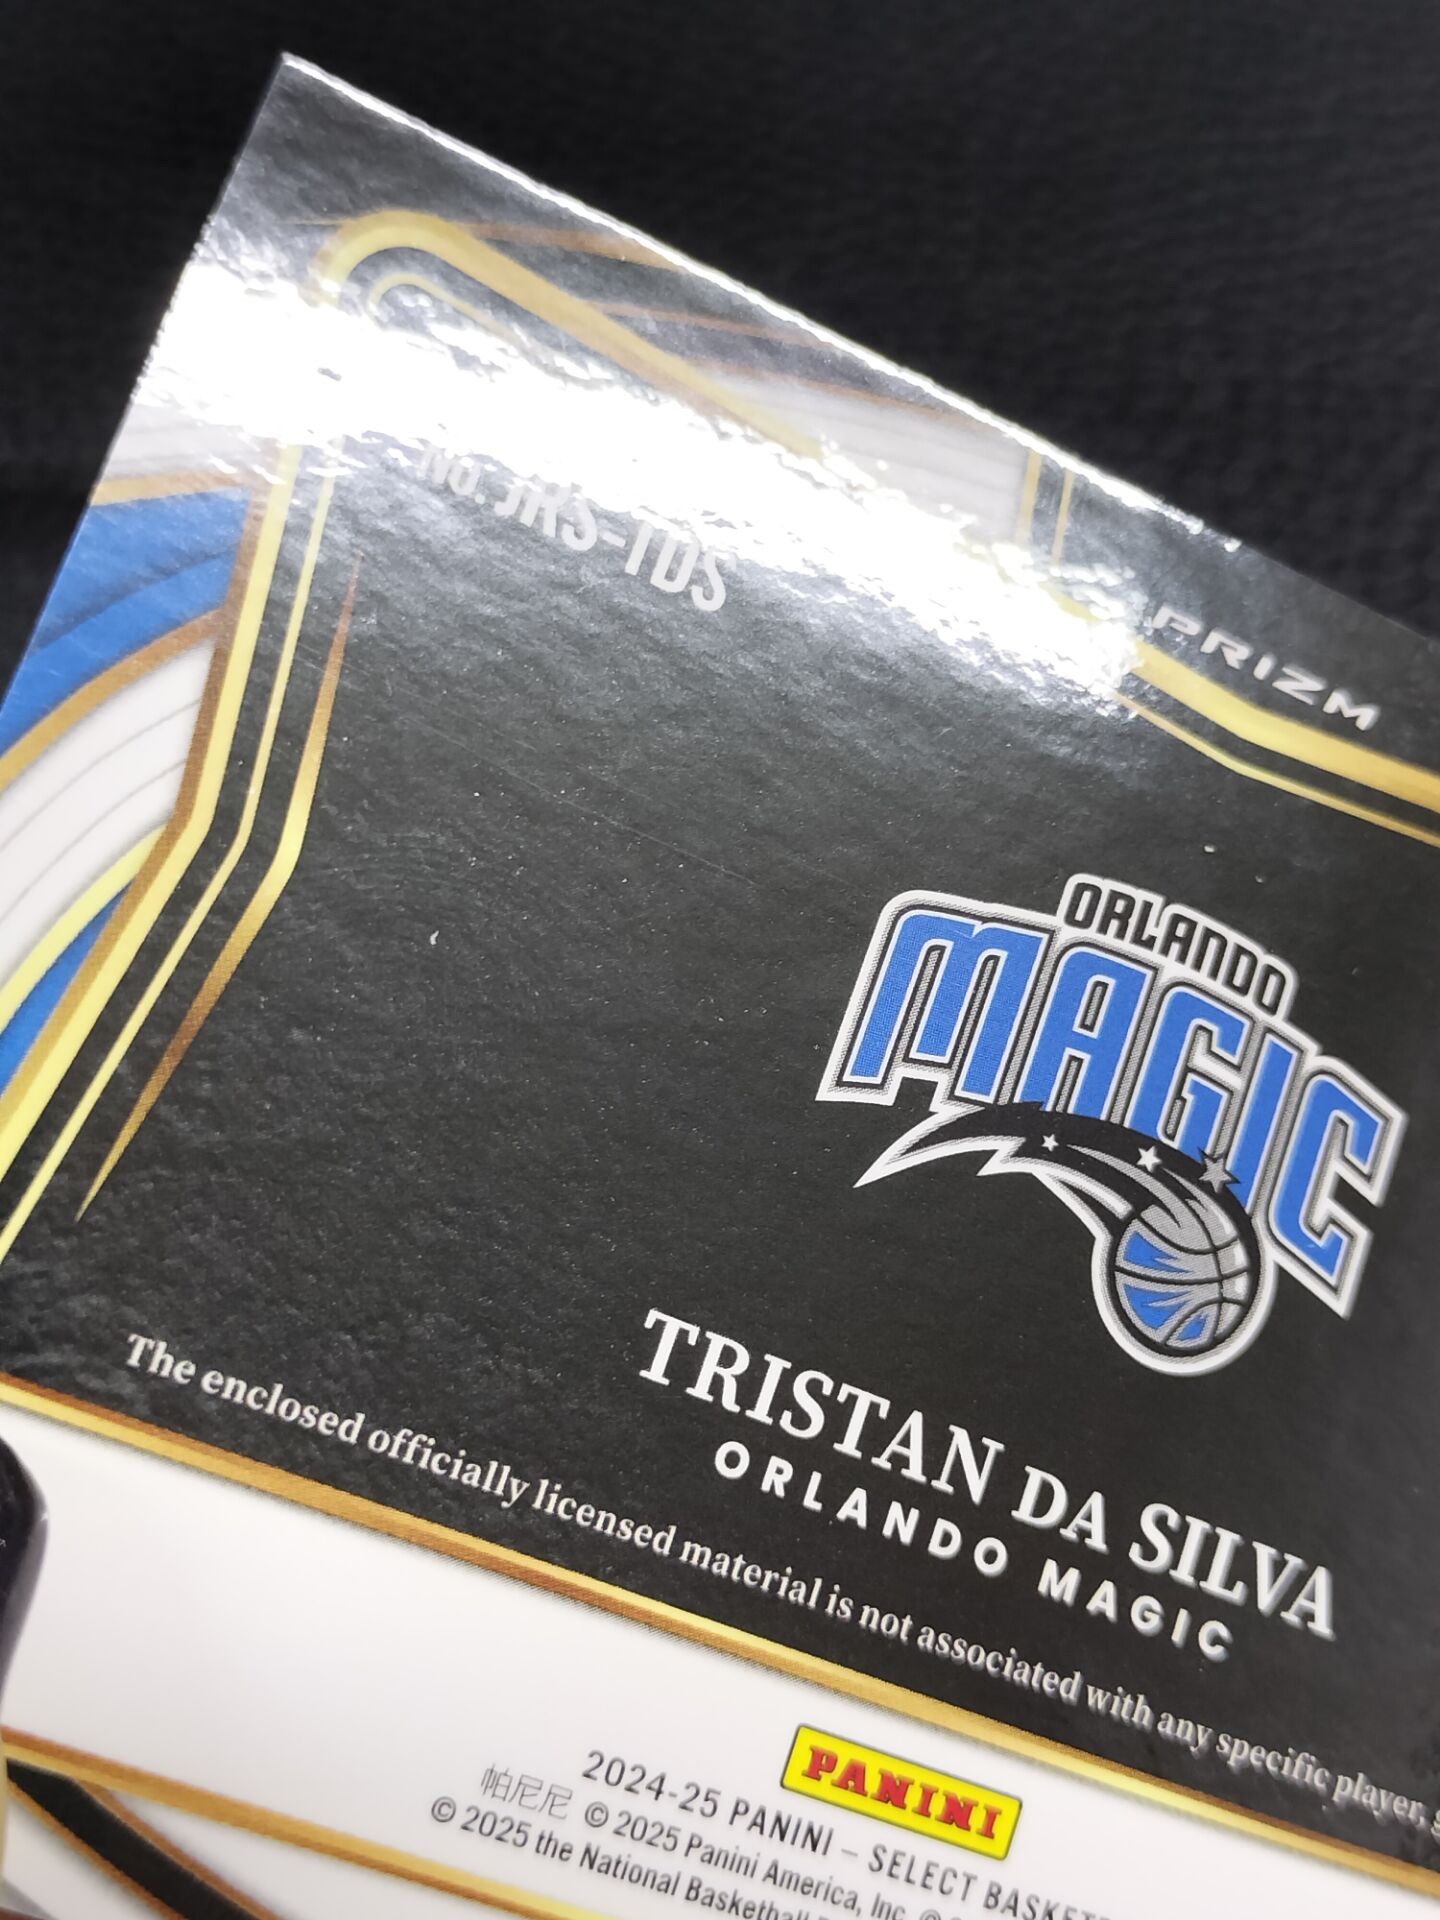 No. JRS-TDS
PRIZM
ORLANDO
MAGIC
TRISTAN DA SILVA
ORLANDO MAGIC
The enclosed officially licensed material is not associated with any specific player,
PANINI
2024-25 PANINI – SELECT
帕尼尼 © 2025 Panini America, Inc. ©
© 2025 the National Basketball